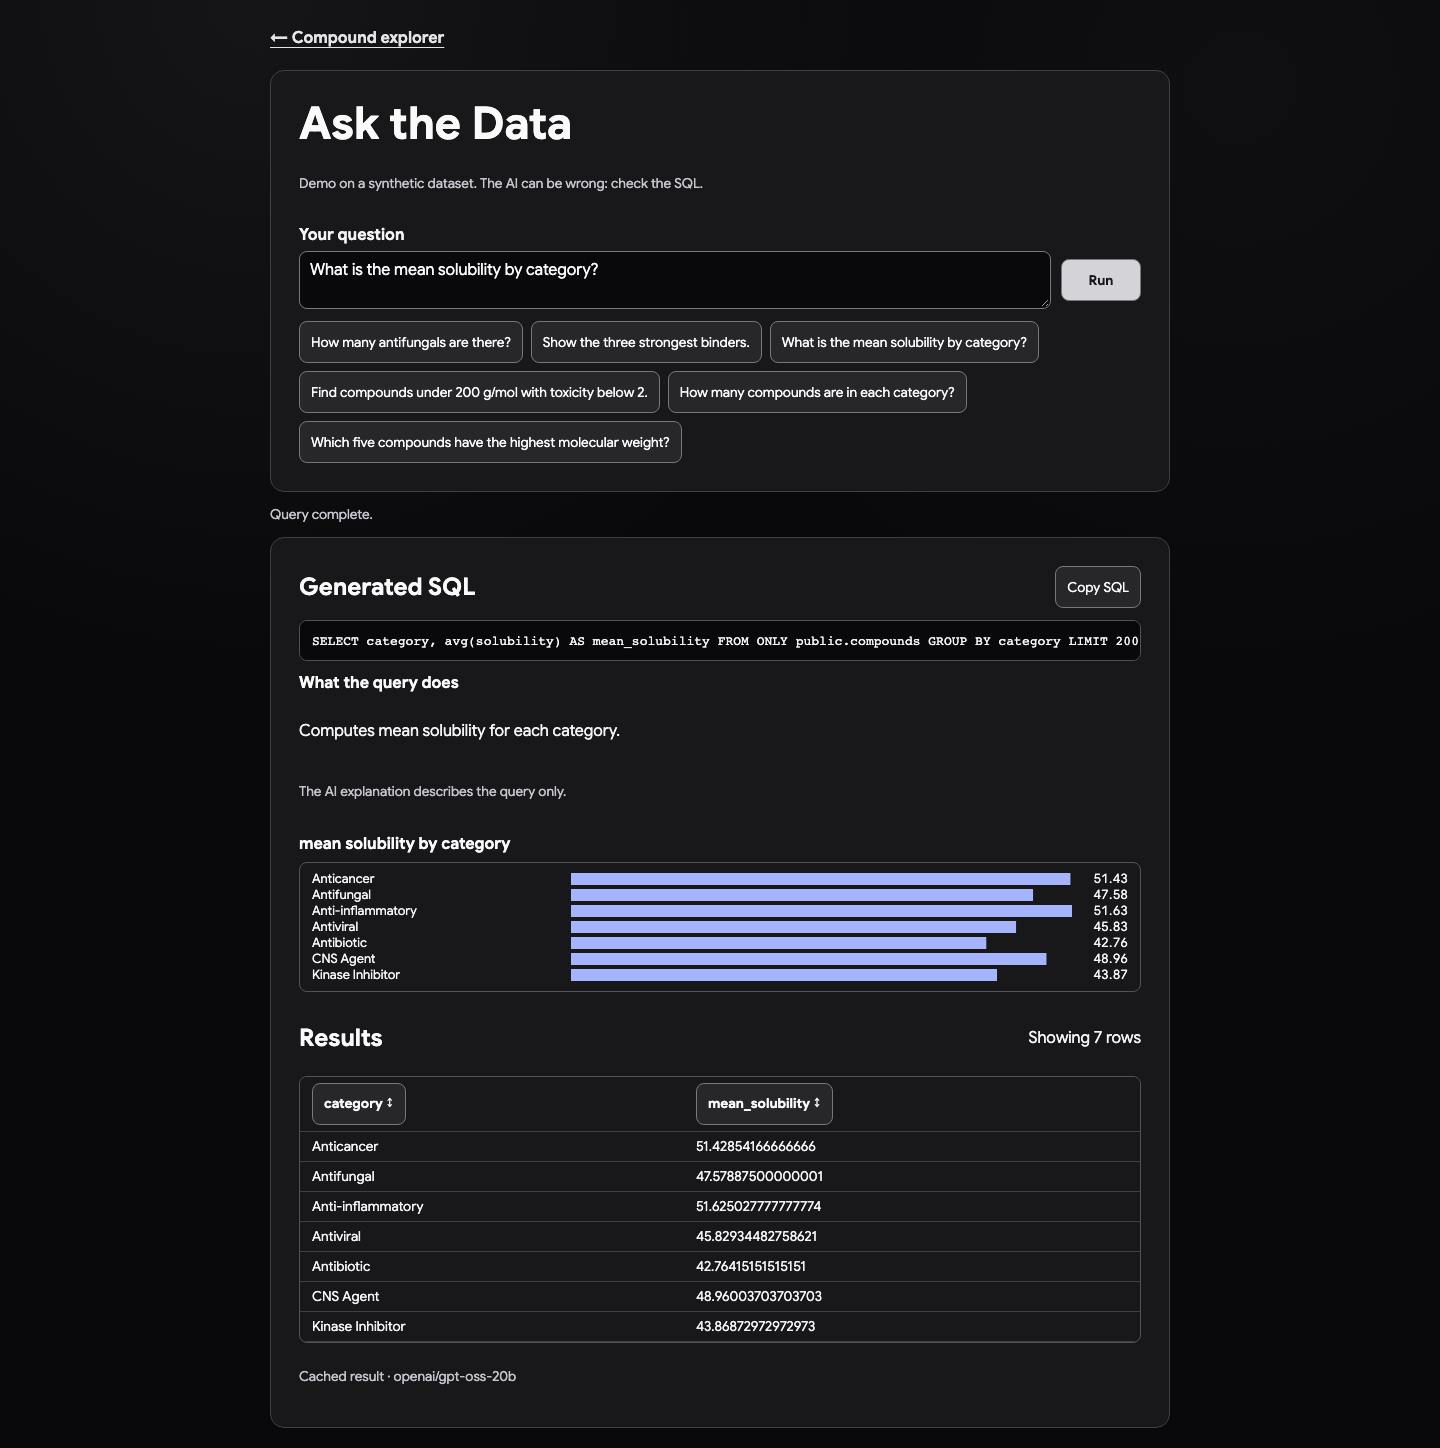 ← Compound explorer
Ask the Data
Demo on a synthetic dataset. The AI can be wrong: check the SQL.
Your question
What is the mean solubility by category?
Run
How many antifungals are there?
Show the three strongest binders.
What is the mean solubility by category?
Find compounds under 200 g/mol with toxicity below 2.
How many compounds are in each category?
Which five compounds have the highest molecular weight?
Query complete.
Generated SQL
Copy SQL
SELECT category, avg(solubility) AS mean_solubility FROM ONLY public.compounds GROUP BY category LIMIT 200
What the query does
Computes mean solubility for each category.
The AI explanation describes the query only.
mean solubility by category
Anticancer 51.43
Antifungal 47.58
Anti-inflammatory 51.63
Antiviral 45.83
Antibiotic 42.76
CNS Agent 48.96
Kinase Inhibitor 43.87
Results
Showing 7 rows
category ↕ mean_solubility ↕
Anticancer 51.42854166666666
Antifungal 47.57887500000001
Anti-inflammatory 51.625027777777774
Antiviral 45.82934482758621
Antibiotic 42.76415151515151
CNS Agent 48.96003703703703
Kinase Inhibitor 43.86872972972973
Cached result · openai/gpt-oss-20b